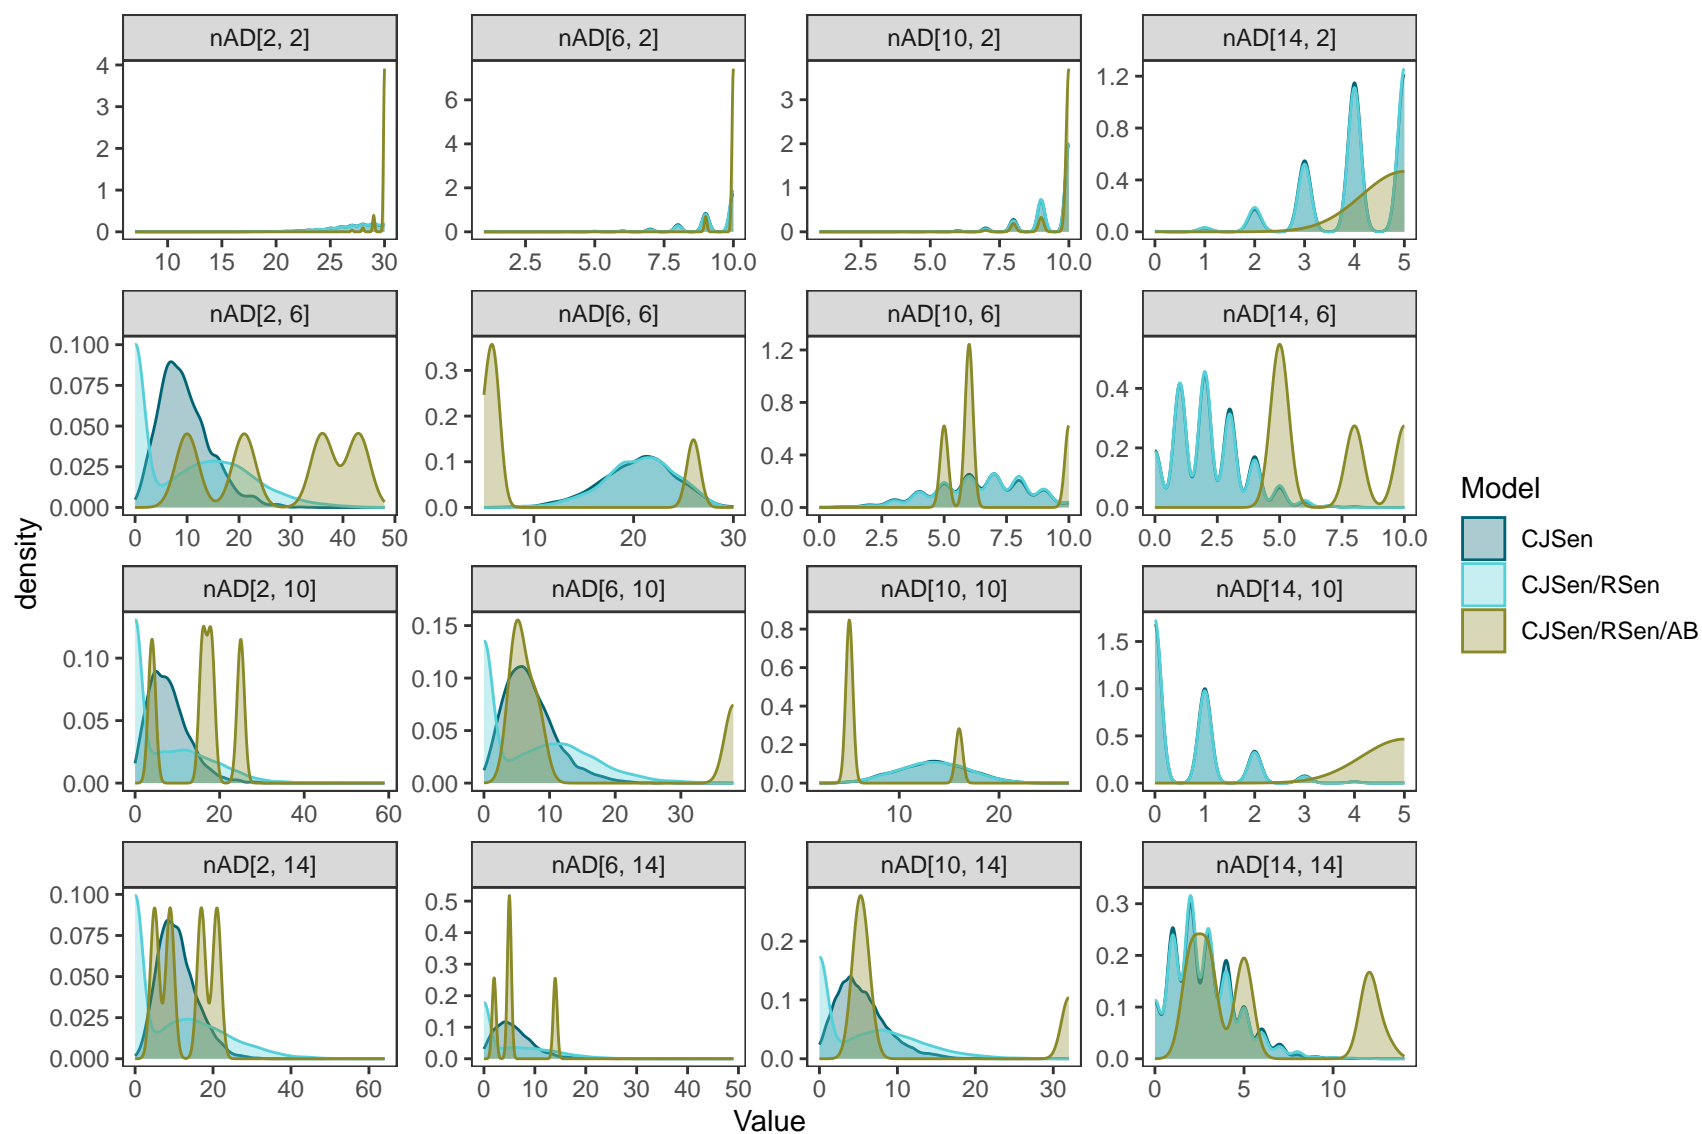 nAD[2, 2] nAD[6, 2] nAD[10, 2] nAD[14, 2]
4 3 2 1 0
10 15 20 25 30
6 4 2 0
2.5 5.0 7.5 10.0
3 2 1 0
2.5 5.0 7.5 10.0
1.2 0.8 0.4 0.0
0 1 2 3 4 5
nAD[2, 6] nAD[6, 6] nAD[10, 6] nAD[14, 6]
0.100 0.075 0.050 0.025 0.000
0 10 20 30 40 50
0.3 0.2 0.1 0.0
10 20 30
1.2 0.8 0.4 0.0
0.0 2.5 5.0 7.5 10.0
0.4 0.2 0.0
0.0 2.5 5.0 7.5 10.0
nAD[2, 10] nAD[6, 10] nAD[10, 10] nAD[14, 10]
0.10 0.05 0.00
0 20 40 60
0.15 0.10 0.05 0.00
0 10 20 30
0.8 0.6 0.4 0.2 0.0
10 20
1.5 1.0 0.5 0.0
0 1 2 3 4 5
nAD[2, 14] nAD[6, 14] nAD[10, 14] nAD[14, 14]
0.100 0.075 0.050 0.025 0.000
0 20 40 60
0.5 0.4 0.3 0.2 0.1 0.0
0 10 20 30 40 50
0.2 0.1 0.0
0 10 20 30
0.3 0.2 0.1 0.0
0 5 10
density
Value
Model
CJSen
CJSen/RSen
CJSen/RSen/AB